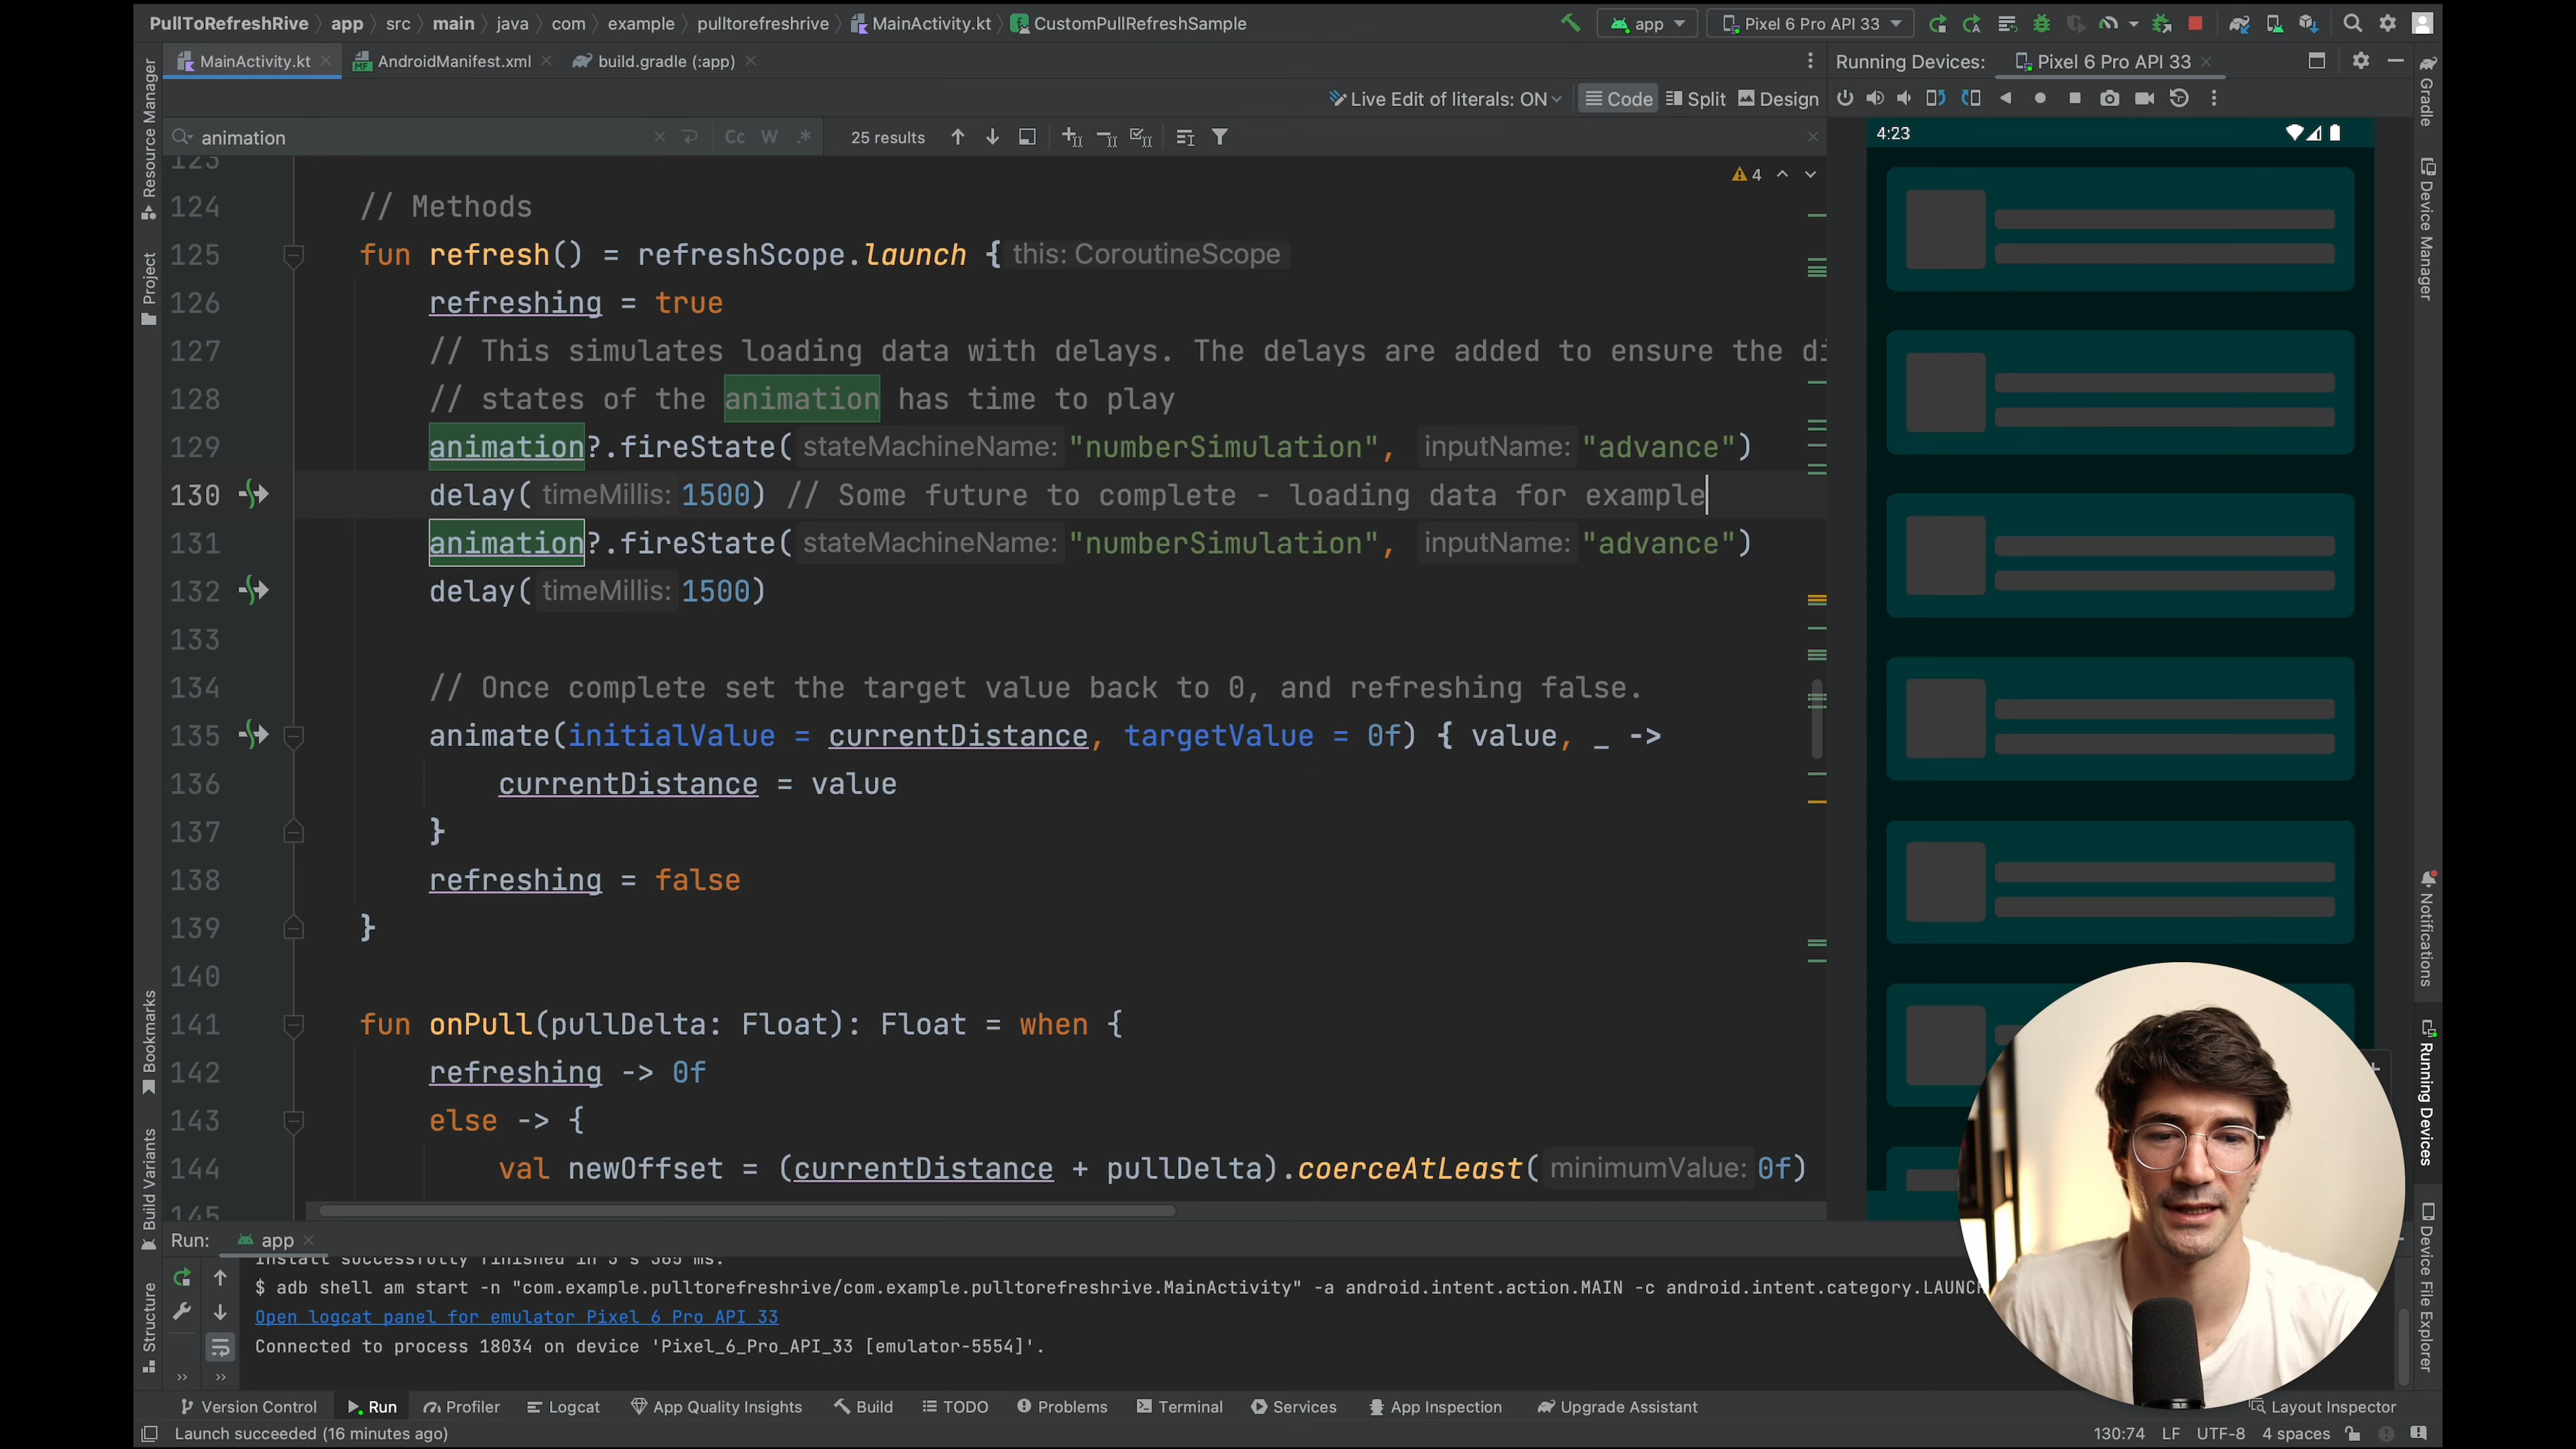 PullToRefreshRive app src main java com example pulltorefreshrive MainActivity.kt CustomPullRefreshSample app Pixel 6 Pro API 33
MainActivity.kt AndroidManifest.xml build.gradle (:app) Running Devices: Pixel 6 Pro API 33
Live Edit of literals: ON Code Split Design
animation Cc W .* 25 results
4:23
4
123
124 // Methods
125 fun refresh() = refreshScope.launch { this: CoroutineScope
126 refreshing = true
127 // This simulates loading data with delays. The delays are added to ensure the di
128 // states of the animation has time to play
129 animation?.fireState( stateMachineName: "numberSimulation", inputName: "advance")
130 delay( timeMillis: 1500) // Some future to complete - loading data for example
131 animation?.fireState( stateMachineName: "numberSimulation", inputName: "advance")
132 delay( timeMillis: 1500)
133
134 // Once complete set the target value back to 0, and refreshing false.
135 animate(initialValue = currentDistance, targetValue = 0f) { value, _ ->
136 currentDistance = value
137 }
138 refreshing = false
139 }
140
141 fun onPull(pullDelta: Float): Float = when {
142 refreshing -> 0f
143 else -> {
144 val newOffset = (currentDistance + pullDelta).coerceAtLeast( minimumValue: 0f)
145
Resource Manager
Project
Bookmarks
Build Variants
Structure
Gradle
Device Manager
Notifications
Running Devices
Device File Explorer
Run: app
Install successfully finished in 3 s 365 ms.
$ adb shell am start -n "com.example.pulltorefreshrive/com.example.pulltorefreshrive.MainActivity" -a android.intent.action.MAIN -c android.intent.category.LAUNC
Open logcat panel for emulator Pixel 6 Pro API 33
Connected to process 18034 on device 'Pixel_6_Pro_API_33 [emulator-5554]'.
Version Control Run Profiler Logcat App Quality Insights Build TODO Problems Terminal Services App Inspection Upgrade Assistant Layout Inspector
Launch succeeded (16 minutes ago) 130:74 LF UTF-8 4 spaces